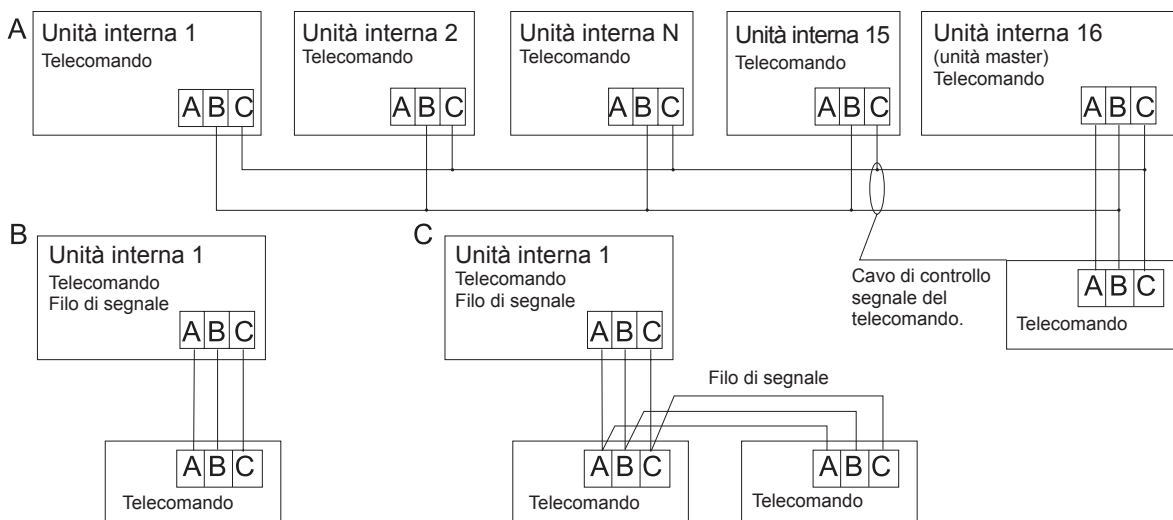 A
Unità interna 1
Telecomando
A B C
Unità interna 2
Telecomando
A B C
Unità interna N
Telecomando
A B C
Unità interna 15
Telecomando
A B C
Unità interna 16
(unità master)
Telecomando
A B C
Cavo di controllo
segnale del
telecomando.
A B C
Telecomando
B
Unità interna 1
Telecomando
Filo di segnale
A B C
A B C
Telecomando
C
Unità interna 1
Telecomando
Filo di segnale
A B C
Filo di segnale
A B C
Telecomando
A B C
Telecomando